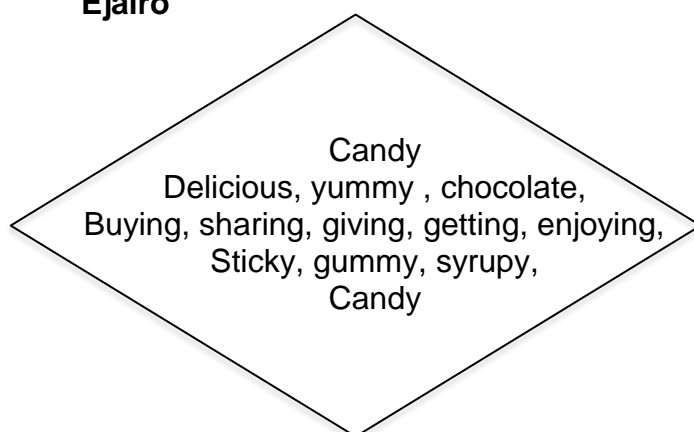 Ejairo
Candy
Delicious, yummy , chocolate,
Buying, sharing, giving, getting, enjoying,
Sticky, gummy, syrupy,
Candy